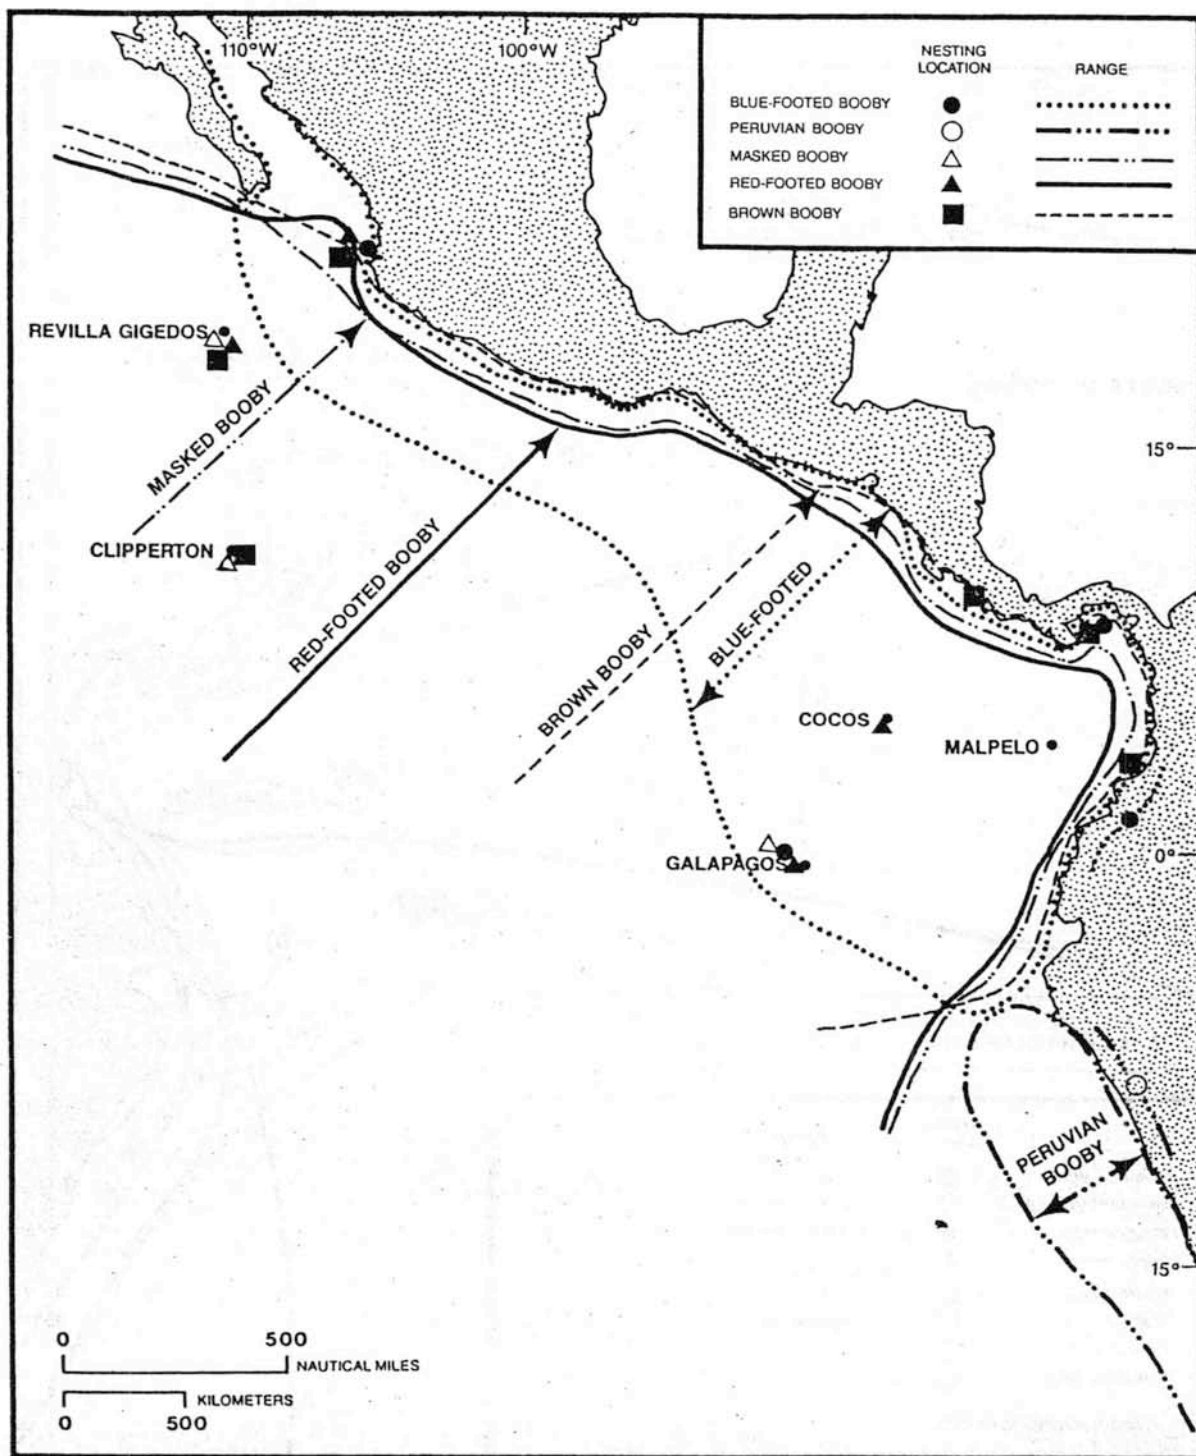 110°W
100°W
NESTING
LOCATION
RANGE
BLUE-FOOTED BOOBY
PERUVIAN BOOBY
MASKED BOOBY
RED-FOOTED BOOBY
BROWN BOOBY
REVILLA GIGEDOS
MASKED BOOBY
15°
CLIPPERTON
RED-FOOTED BOOBY
BROWN BOOBY
BLUE-FOOTED
COCOS
MALPELO
GALAPAGOS
0°
PERUVIAN
BOOBY
15°
0 500
NAUTICAL MILES
KILOMETERS
0 500